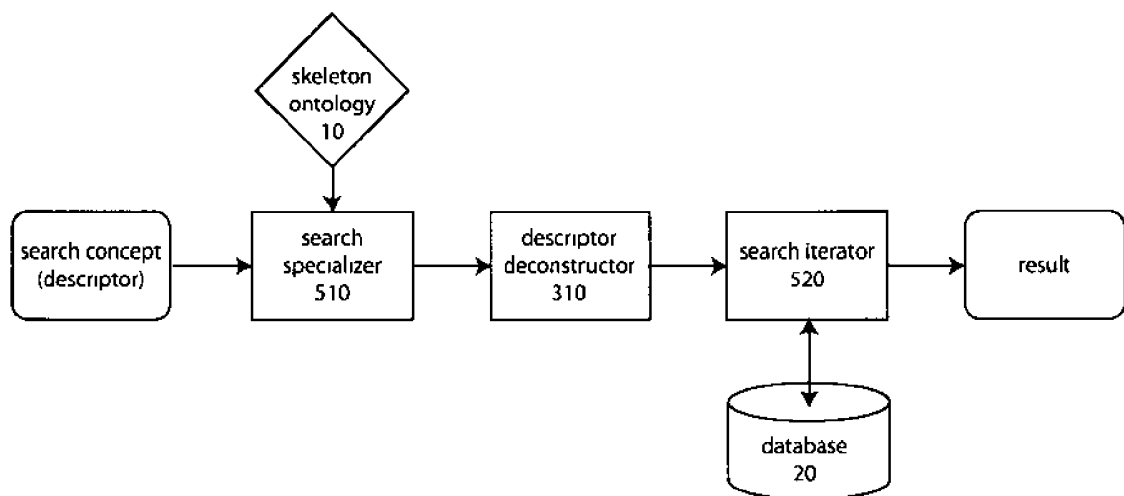 skeleton
ontology
10
search concept
(descriptor)
search
specializer
510
descriptor
deconstructor
310
search iterator
520
result
database
20